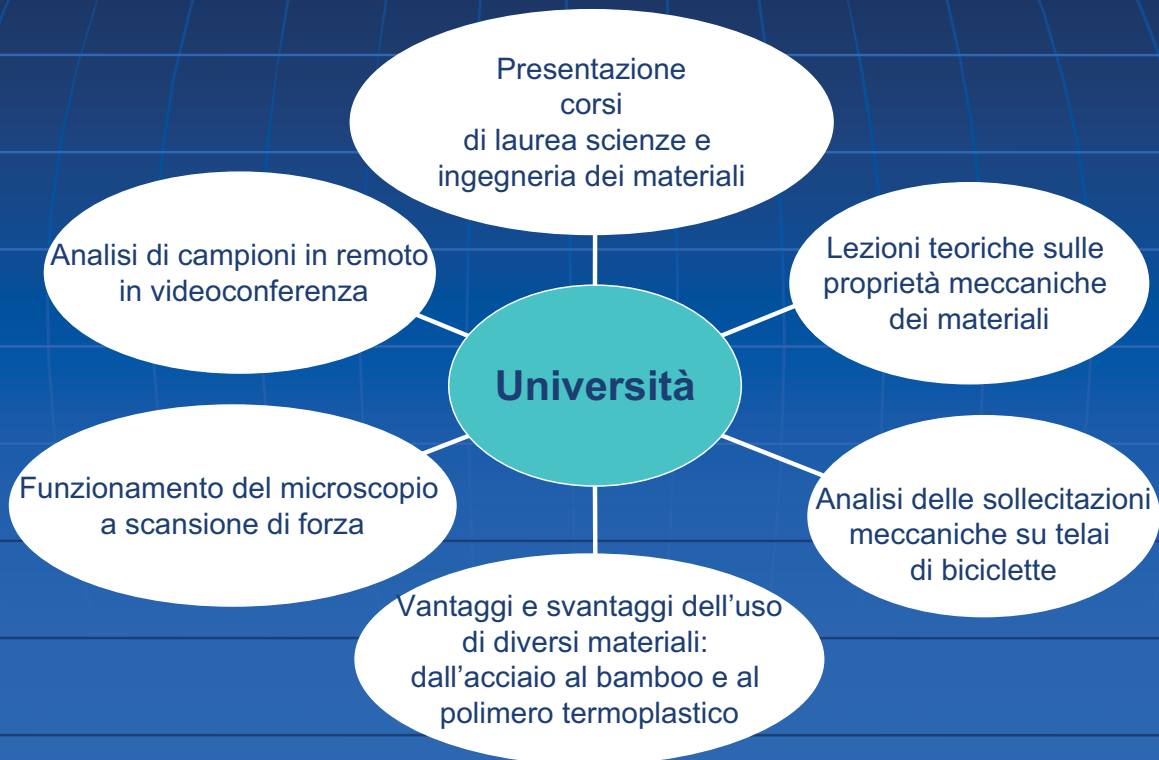 Presentazione
corsi
di laurea scienze e
ingegneria dei materiali
Analisi di campioni in remoto
in videoconferenza
Lezioni teoriche sulle
proprietà meccaniche
dei materiali
Università
Funzionamento del microscopio
a scansione di forza
Analisi delle sollecitazioni
meccaniche su telai
di biciclette
Vantaggi e svantaggi dell’uso
di diversi materiali:
dall’acciaio al bamboo e al
polimero termoplastico